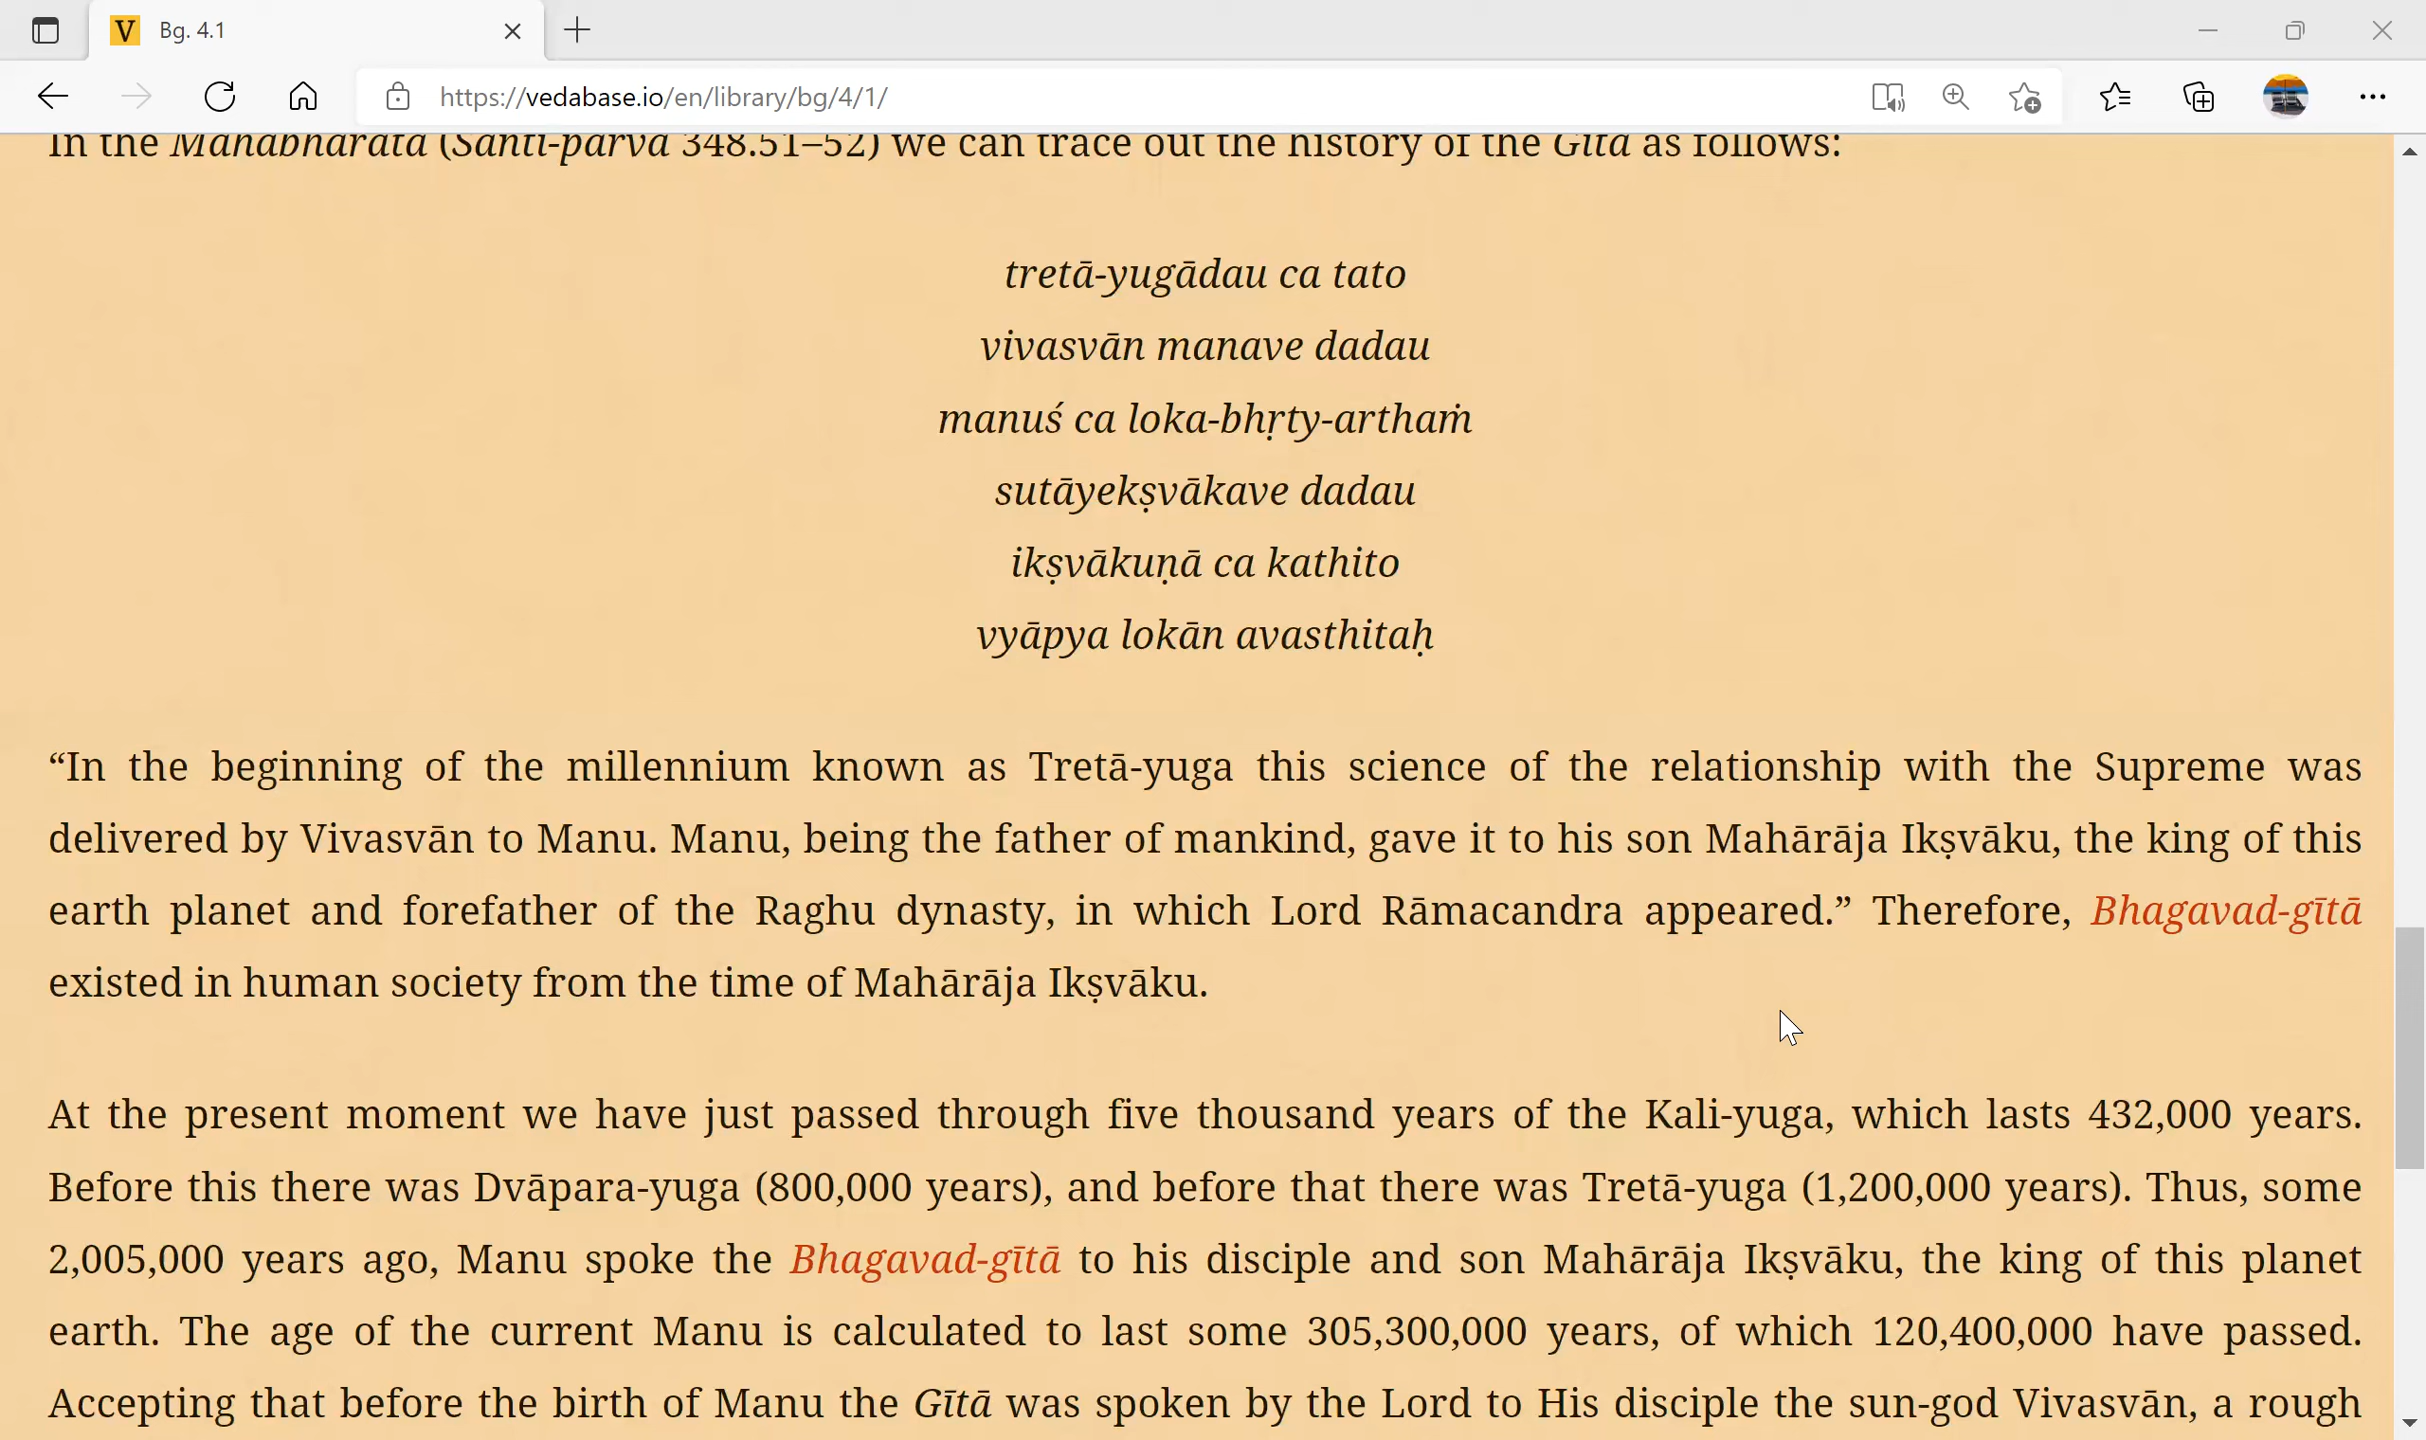 Bg. 4.1
https://vedabase.io/en/library/bg/4/1/
In the Mahābhārata (Śānti-parva 348.51–52) we can trace out the history of the Gītā as follows:
tretā-yugādau ca tato
vivasvān manave dadau
manuś ca loka-bhṛty-arthaṁ
sutāyekṣvākave dadau
ikṣvākuṇā ca kathito
vyāpya lokān avasthitaḥ
“In the beginning of the millennium known as Tretā-yuga this science of the relationship with the Supreme was
delivered by Vivasvān to Manu. Manu, being the father of mankind, gave it to his son Mahārāja Ikṣvāku, the king of this
earth planet and forefather of the Raghu dynasty, in which Lord Rāmacandra appeared.” Therefore, Bhagavad-gītā
existed in human society from the time of Mahārāja Ikṣvāku.
At the present moment we have just passed through five thousand years of the Kali-yuga, which lasts 432,000 years.
Before this there was Dvāpara-yuga (800,000 years), and before that there was Tretā-yuga (1,200,000 years). Thus, some
2,005,000 years ago, Manu spoke the Bhagavad-gītā to his disciple and son Mahārāja Ikṣvāku, the king of this planet
earth. The age of the current Manu is calculated to last some 305,300,000 years, of which 120,400,000 have passed.
Accepting that before the birth of Manu the Gītā was spoken by the Lord to His disciple the sun-god Vivasvān, a rough